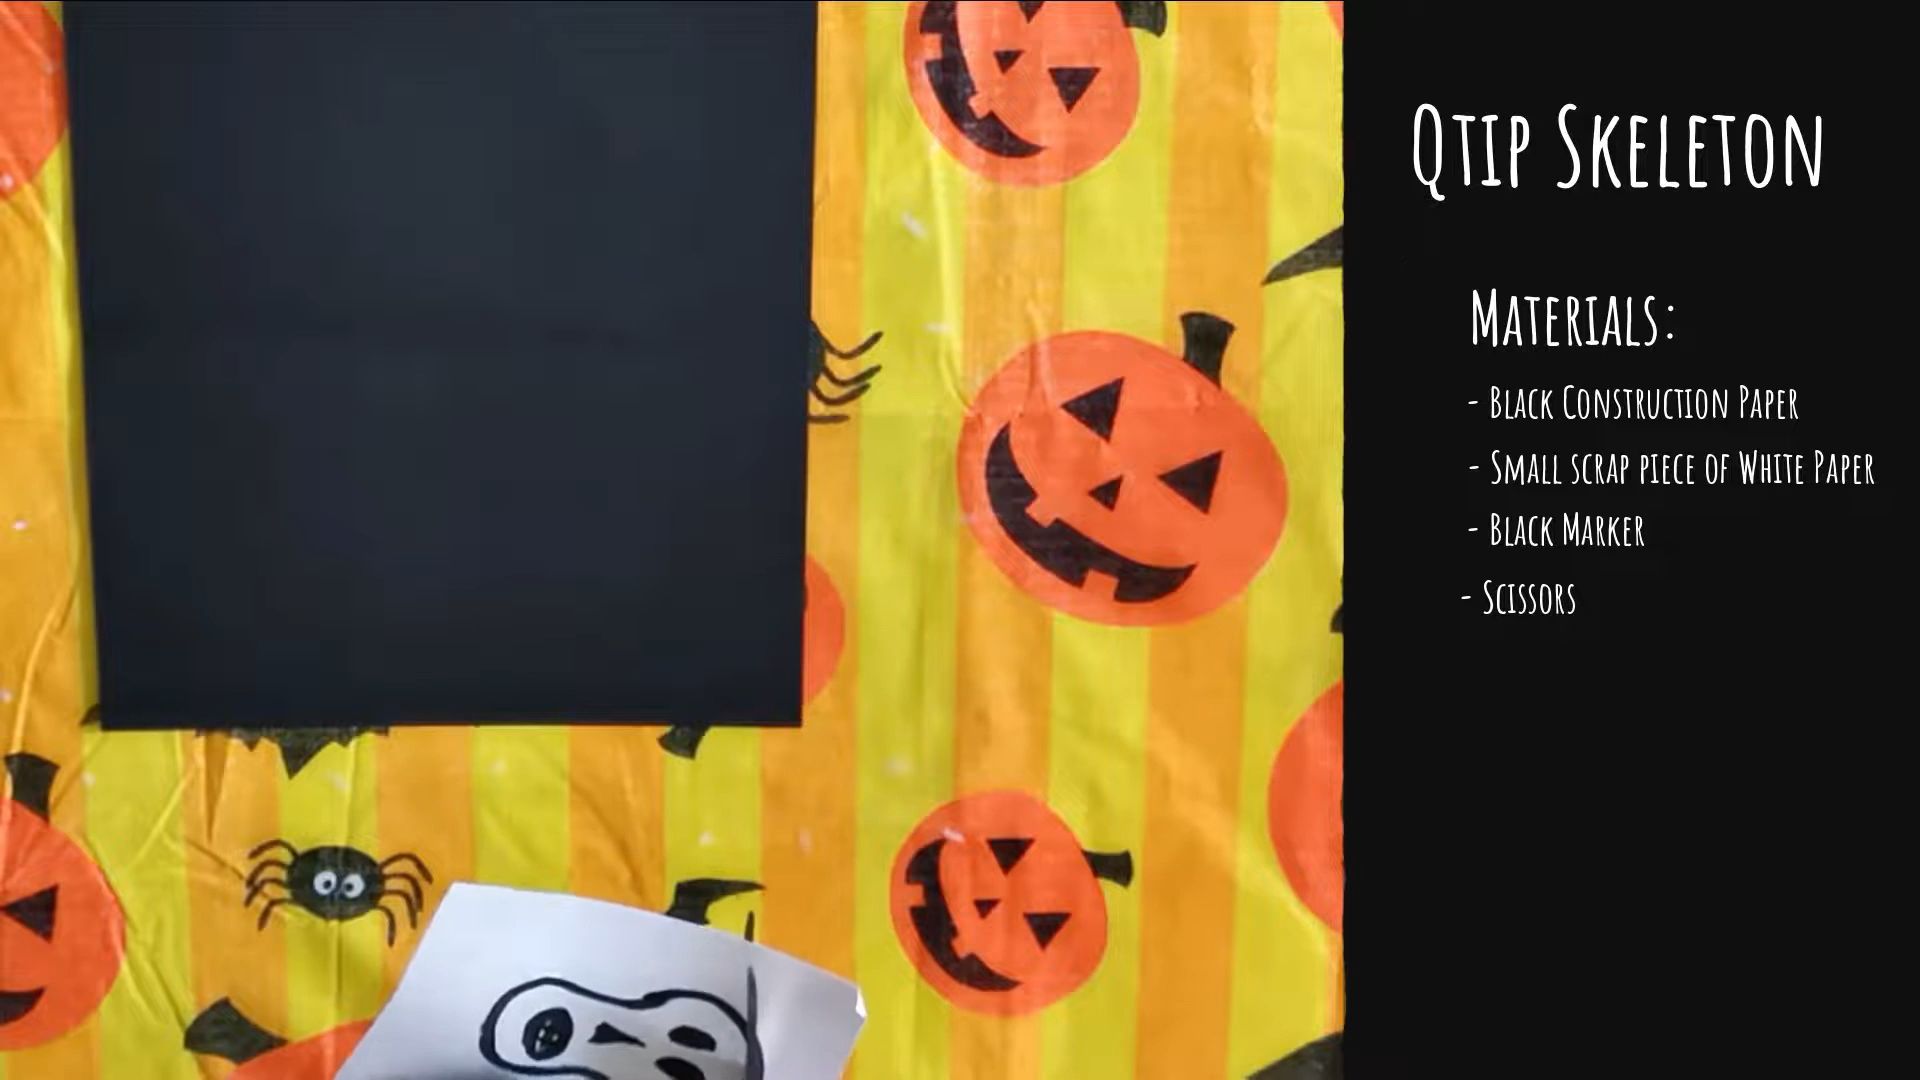 Qtip Skeleton
Materials:
- Black Construction Paper
- Small scrap piece of White Paper
- Black Marker
- Scissors